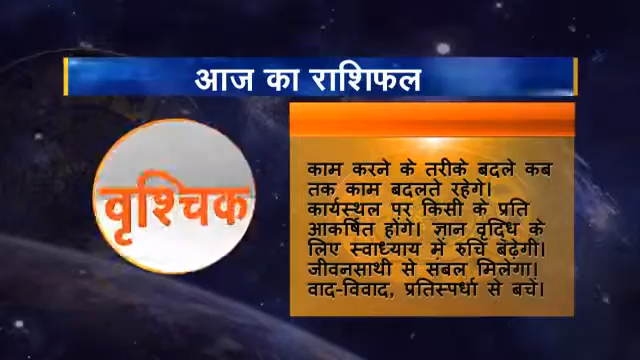 आज का राशिफल
वृश्चिक
काम करने के तरीके बदले कब
तक काम बदलते रहेगे।
कार्यस्थल पर किसी के प्रति
आकर्षित होंगे। ज्ञान वृद्धि के
लिए स्वाध्याय में रुचि बढ़ेगी।
जीवनसाथी से सबल मिलेगा।
वाद-विवाद, प्रतिस्पर्धा से बचें।